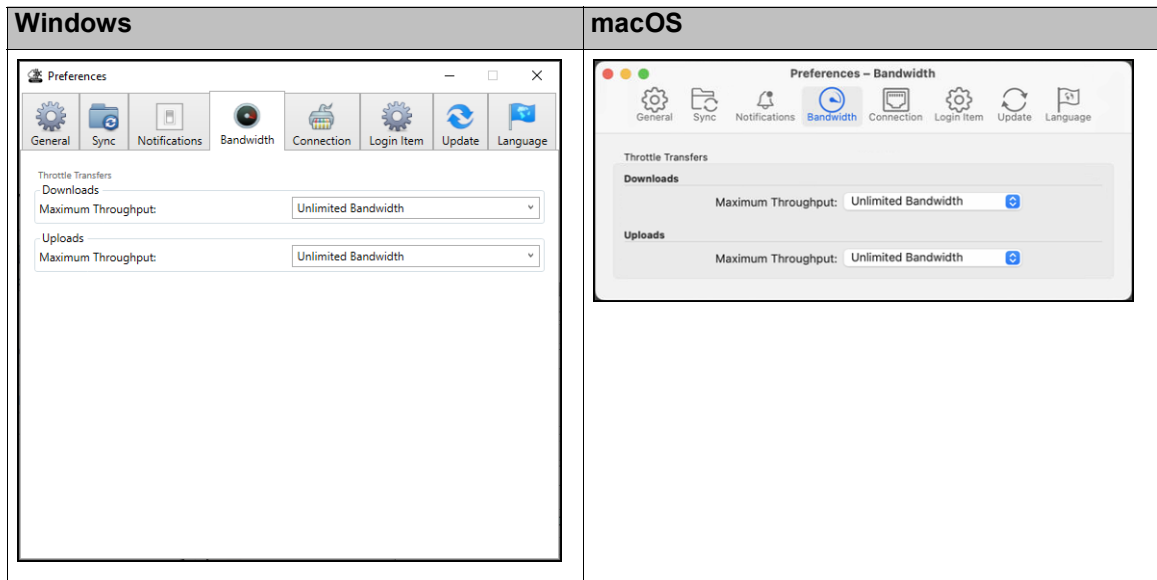 Windows
macOS
Preferences
General Sync Notifications Bandwidth Connection Login Item Update Language
Throttle Transfers
Downloads
Maximum Throughput: Unlimited Bandwidth
Uploads
Maximum Throughput: Unlimited Bandwidth
Preferences – Bandwidth
General Sync Notifications Bandwidth Connection Login Item Update Language
Throttle Transfers
Downloads
Maximum Throughput: Unlimited Bandwidth
Uploads
Maximum Throughput: Unlimited Bandwidth